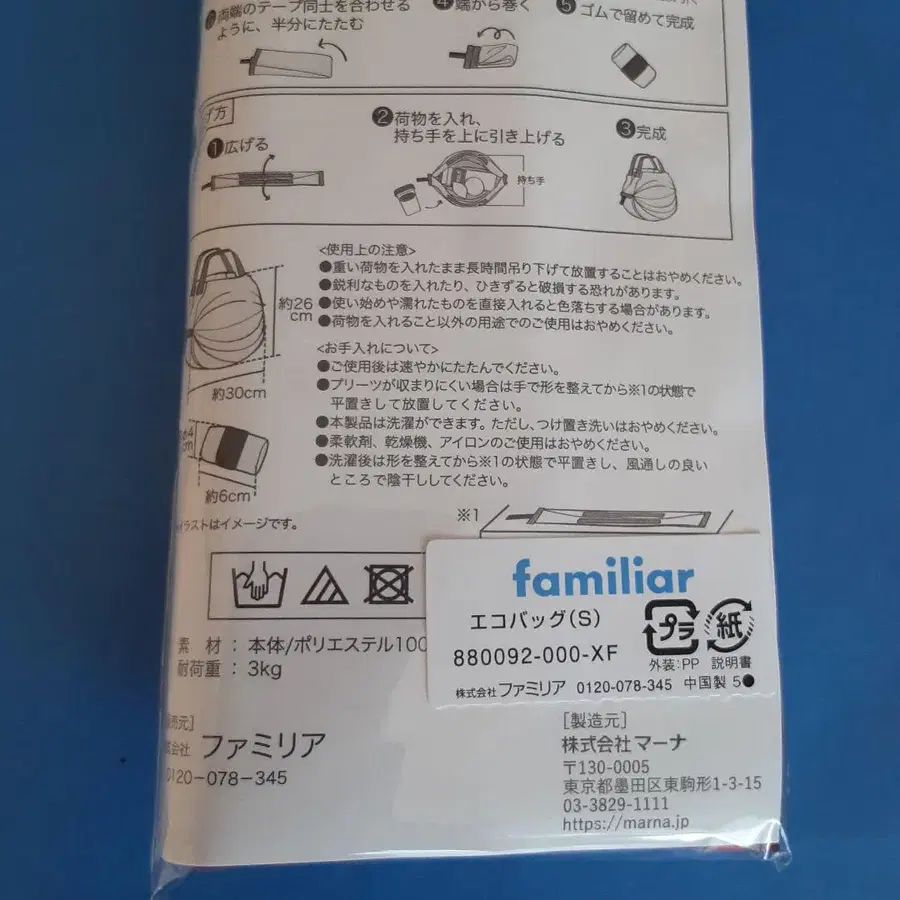 両端のテープ同士を合わせる
ように、半分にたたむ
④端から巻く
⑤
ゴムで留めて完成
げ方
①広げる
②荷物を入れ、
持ち手を上に引き上げる
持ち手
③完成
約26
cm
約30cm
約6cm
イラストはイメージです。
<使用上の注意>
●重い荷物を入れたまま長時間吊り下げて放置することはおやめください。
●鋭利なものを入れたり、ひきずると破損する恐れがあります。
●使い始めや濡れたものを直接入れると色落ちする場合があります。
●荷物を入れること以外の用途でのご使用はおやめください。
<お手入れについて>
●ご使用後は速やかにたたんでください。
●プリーツが収まりにくい場合は手で形を整えてから※1の状態で
平置きして放置してください。
●本製品は洗濯ができます。ただし、つけ置き洗いはおやめください。
●柔軟剤、乾燥機、アイロンのご使用はおやめください。
●洗濯後は形を整えてから※1の状態で平置きし、風通しの良い
ところで陰干ししてください。
※1
素 材：本体/ポリエステル100
耐荷重：3kg
familiar
エコバッグ(S)
880092-000-XF
プラ
紙
外装:PP 説明書
株式会社ファミリア 0120-078-345 中国製 5●
売元]
会社 ファミリア
0120-078-345
[製造元]
株式会社マーナ
〒130-0005
東京都墨田区東駒形1-3-15
03-3829-1111
https://marna.jp